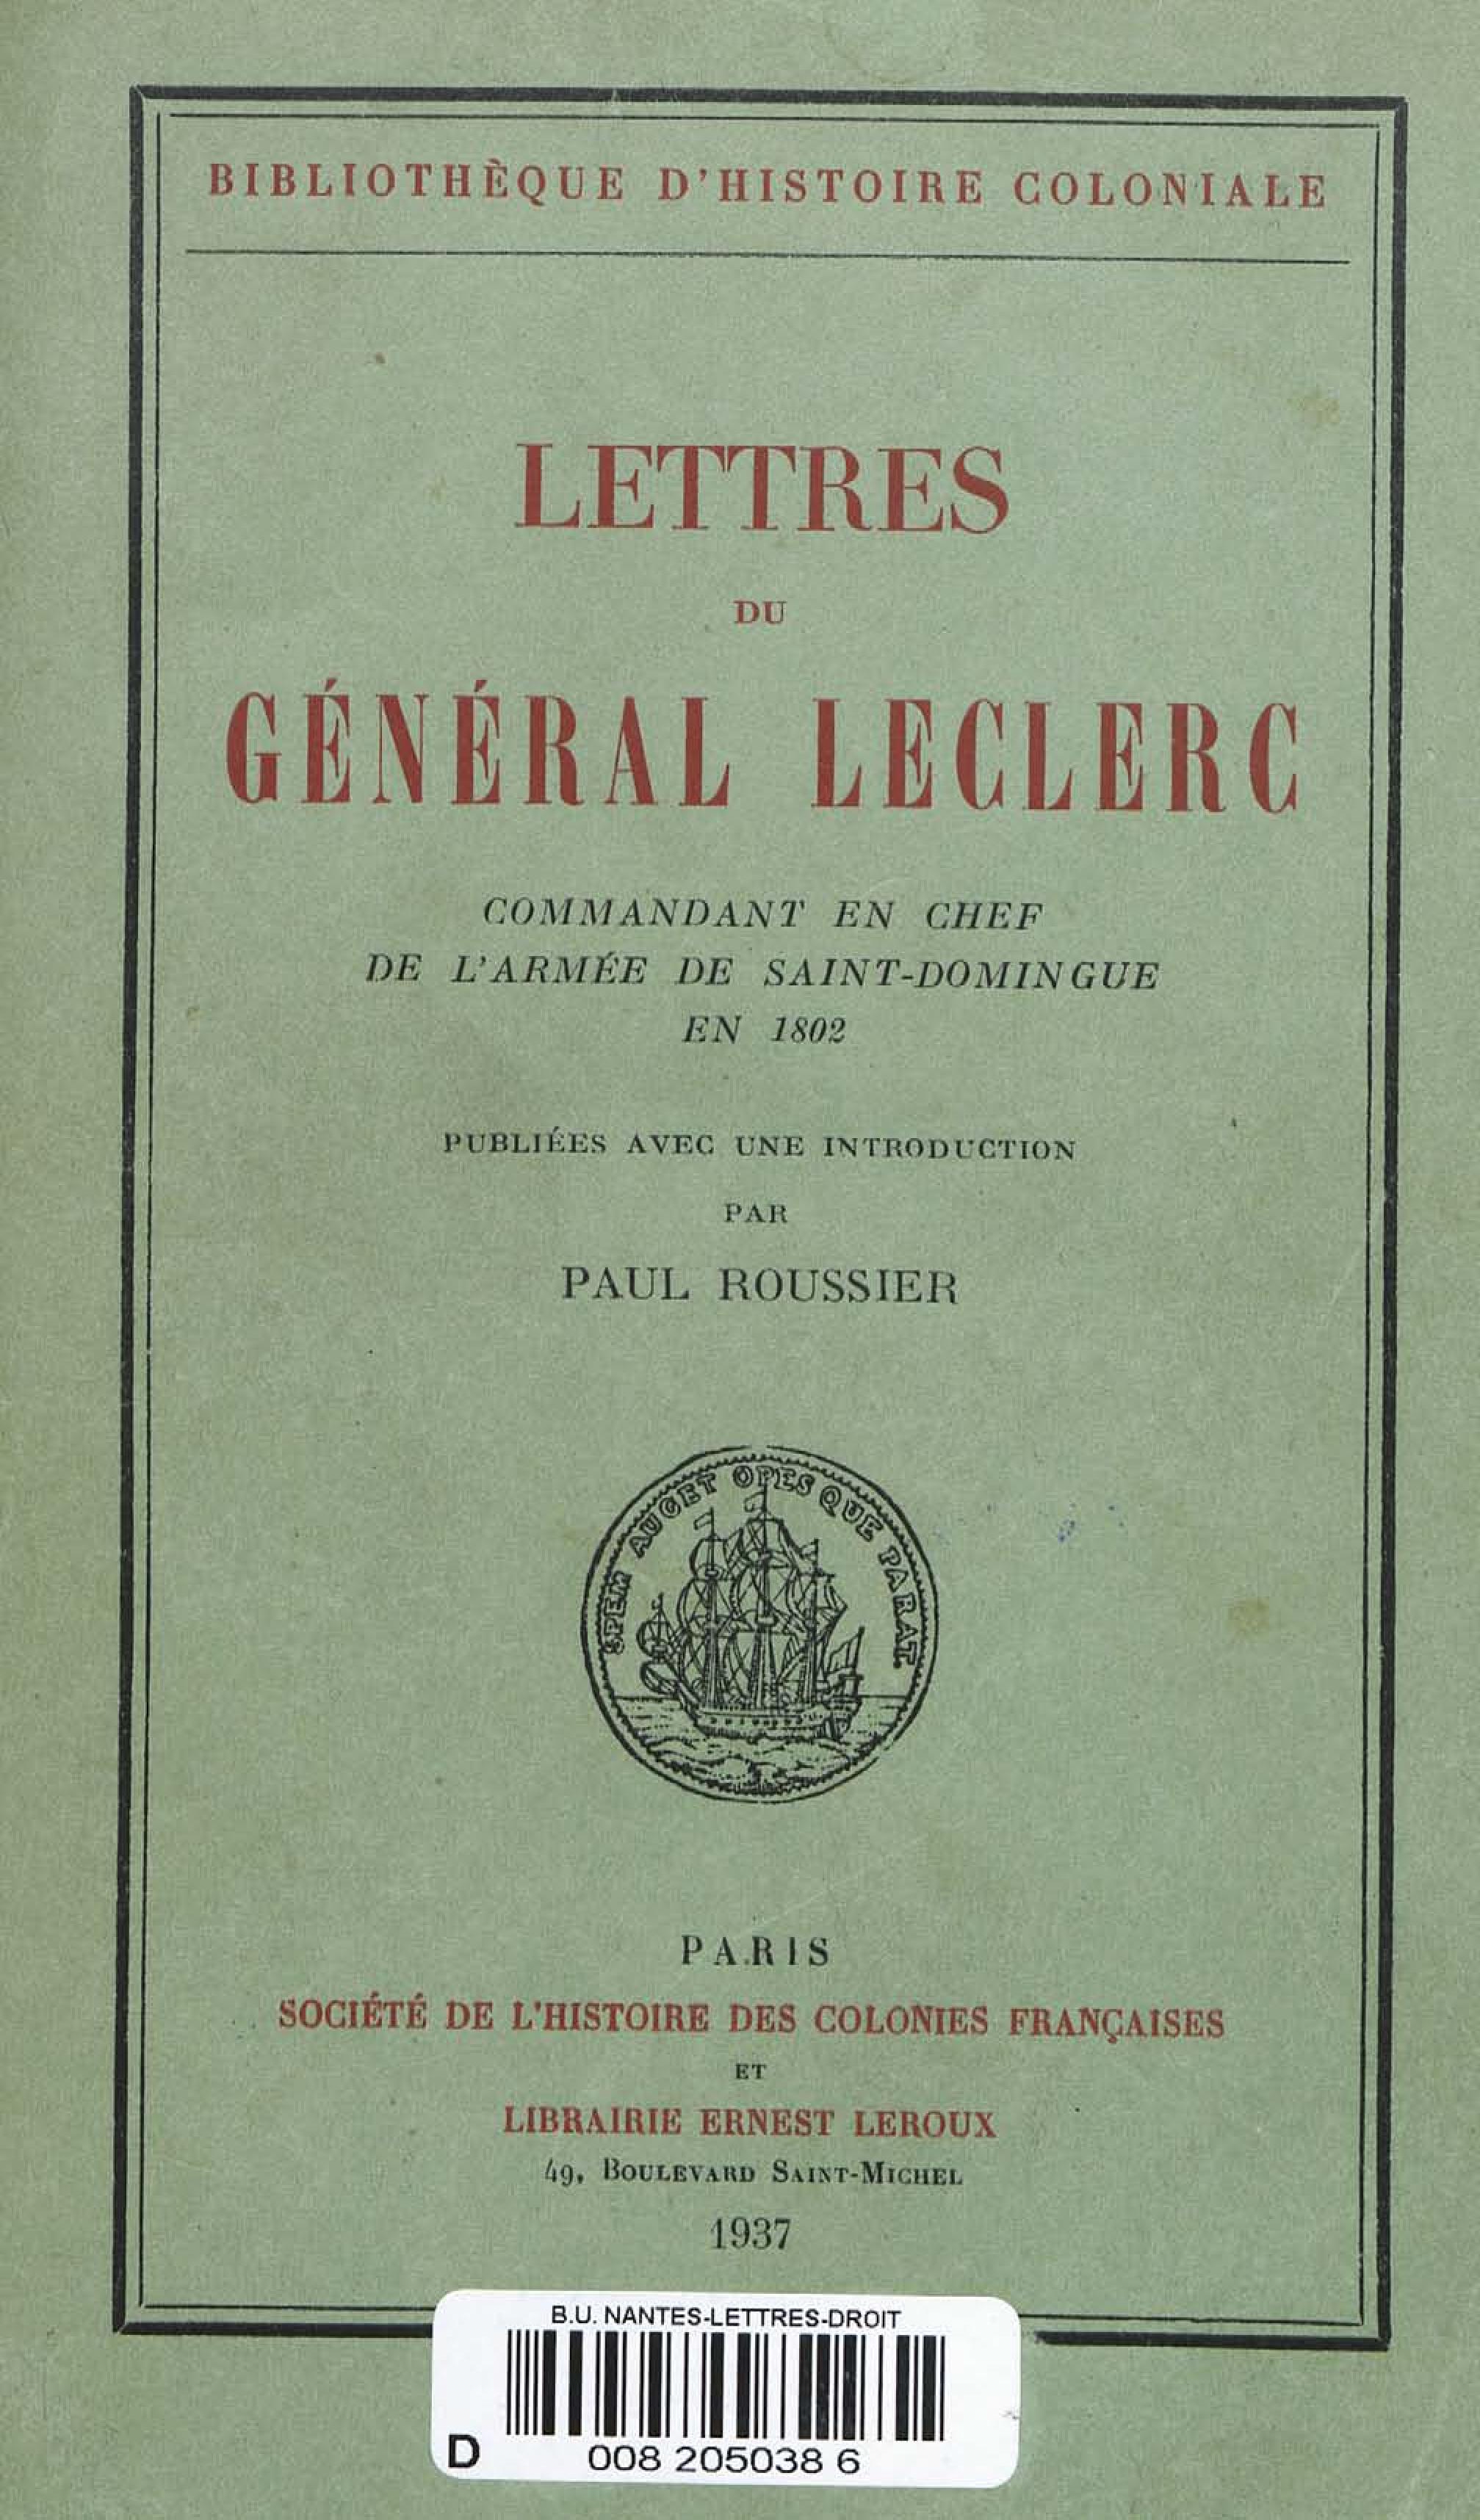 BIBLIOTHÈQUE D'HISTOIRE COLONIALE
LETTRES
DU
GÉNÉRAL LECLERC
COMMANDANT EN CHEF
DE L'ARMÉE DE SAINT-DOMINGUE
EN 1802
PUBLIÉES AVEC UNE INTRODUCTION
PAR
PAUL ROUSSIER
SPEM AUGET OPES QUE PARAT.
PARIS
SOCIÉTÉ DE L'HISTOIRE DES COLONIES FRANÇAISES
ET
LIBRAIRIE ERNEST LEROUX
49, BOULEVARD SAINT-MICHEL
1937
B.U. NANTES-LETTRES-DROIT
D 008 205038 6